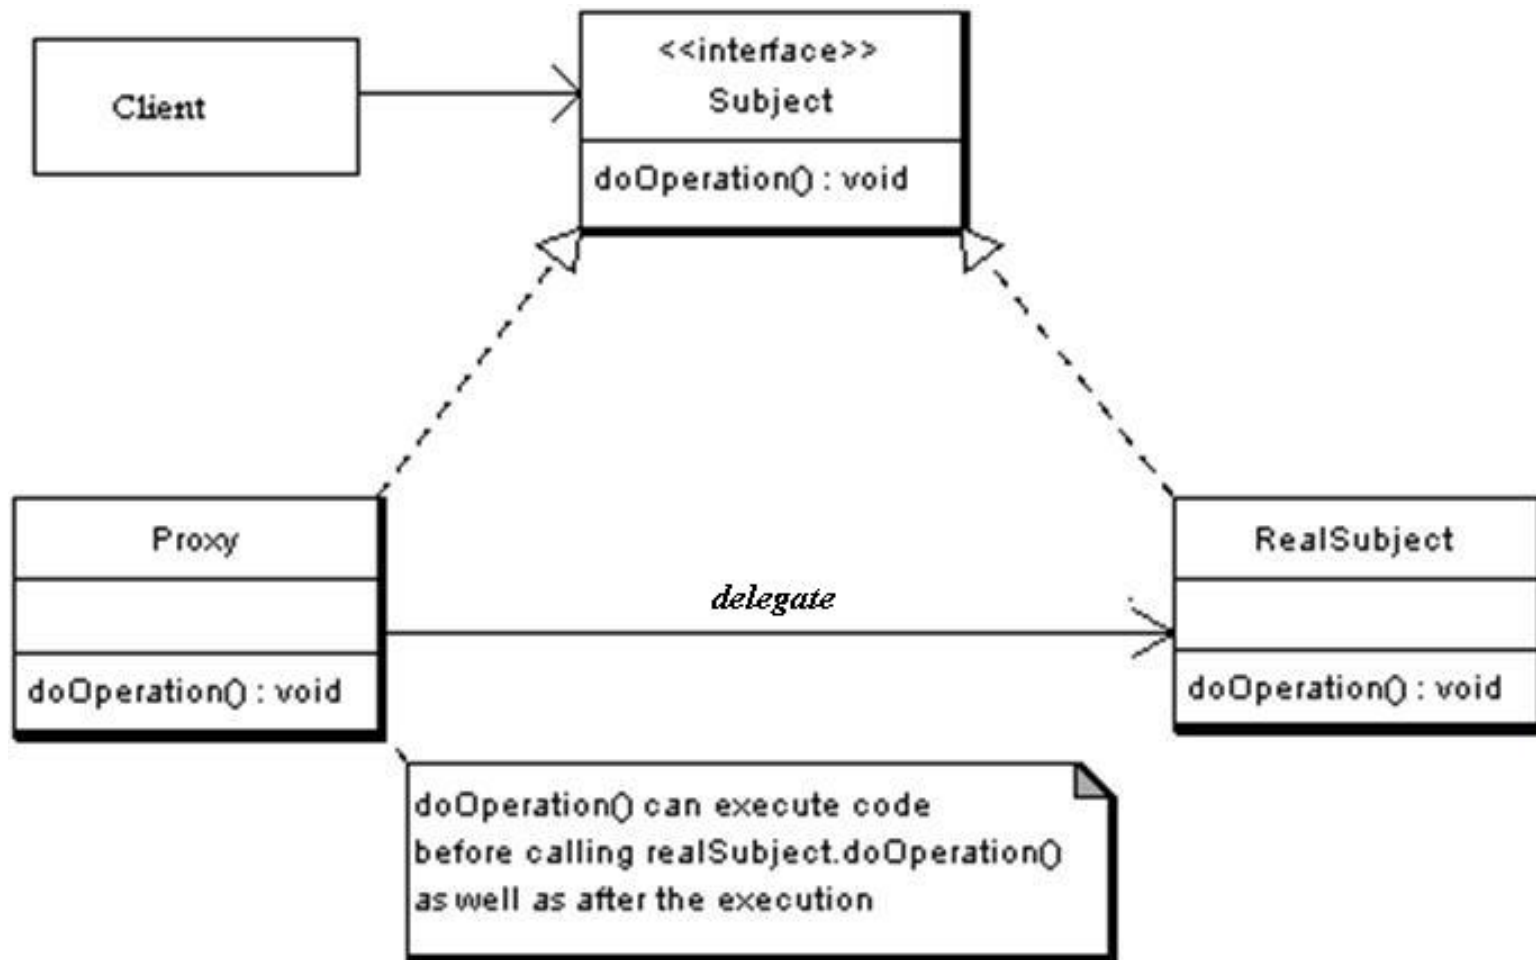 Client
<<interface>>
Subject
doOperation() : void
Proxy
doOperation() : void
delegate
RealSubject
doOperation() : void
doOperation() can execute code
before calling realSubject.doOperation()
as well as after the execution